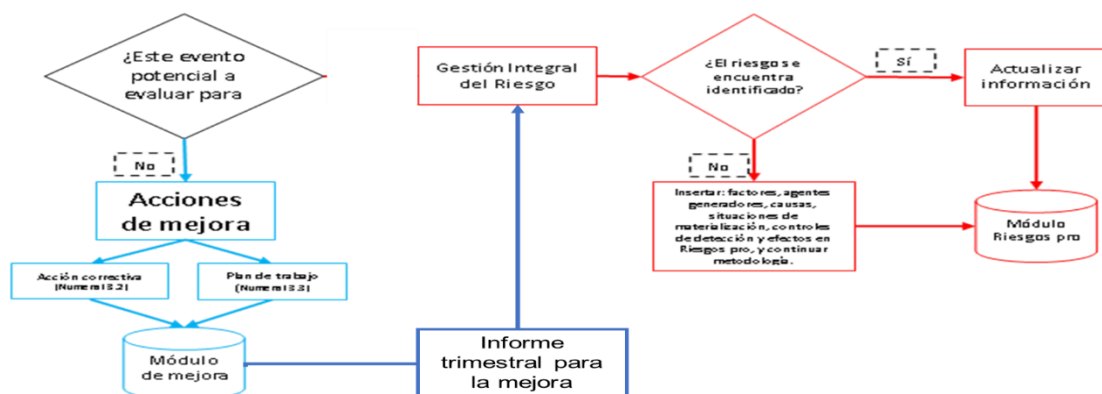 ¿Este evento
potencial a
evaluar para
No
Acciones
de mejora
Acción correctiva
(Numeral 3.2)
Plan de trabajo
(Numeral 3.3)
Módulo
de mejora
Informe
trimestral para
la mejora
Gestión Integral
del Riesgo
¿El riesgo se
encuentra
identificado?
Sí
Actualizar
información
No
Insertar: factores, agentes
generadores, causas,
situaciones de
materialización, controles
de detección y efectos en
Riesgos pro, y continuar
metodología.
Módulo
Riesgos pro